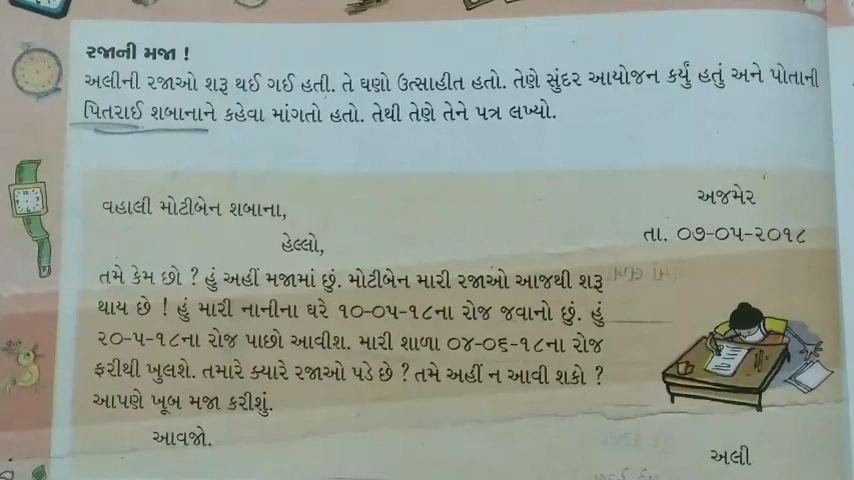 રજાની મજા !
અલીની રજાઓ શરૂ થઈ ગઈ હતી. તે ઘણો ઉત્સાહીત હતો. તેણે સુંદર આયોજન કર્યું હતું અને પોતાની
પિતરાઈ શબાનાને કહેવા માંગતો હતો. તેથી તેણે તેને પત્ર લખ્યો.
અજમેર
વહાલી મોટીબેન શબાના,
તા. ૦૭-૦૫-૨૦૧૮
હેલ્લો,
તમે કેમ છો ? હું અહીં મજામાં છું. મોટીબેન મારી રજાઓ આજથી શરૂ
થાય છે ! હું મારી નાનીના ઘરે ૧૦-૦૫-૧૮ના રોજ જવાનો છું. હું
૨૦-૫-૧૮ના રોજ પાછો આવીશ. મારી શાળા ૦૪-૦૬-૧૮ના રોજ
ફરીથી ખુલશે. તમારે ક્યારે રજાઓ પડે છે ? તમે અહીં ન આવી શકો ?
આપણે ખૂબ મજા કરીશું.
આવજો.
અલી